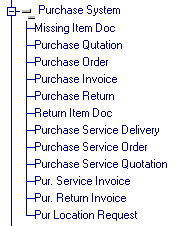 Purchase System
Missing Item Doc
Purchase Qutation
Purchase Order
Purchase Invoice
Purchase Return
Return Item Doc
Purchase Service Delivery
Purchase Service Order
Purchase Service Quotation
Pur. Service Invoice
Pur. Return Invoice
Pur Location Request